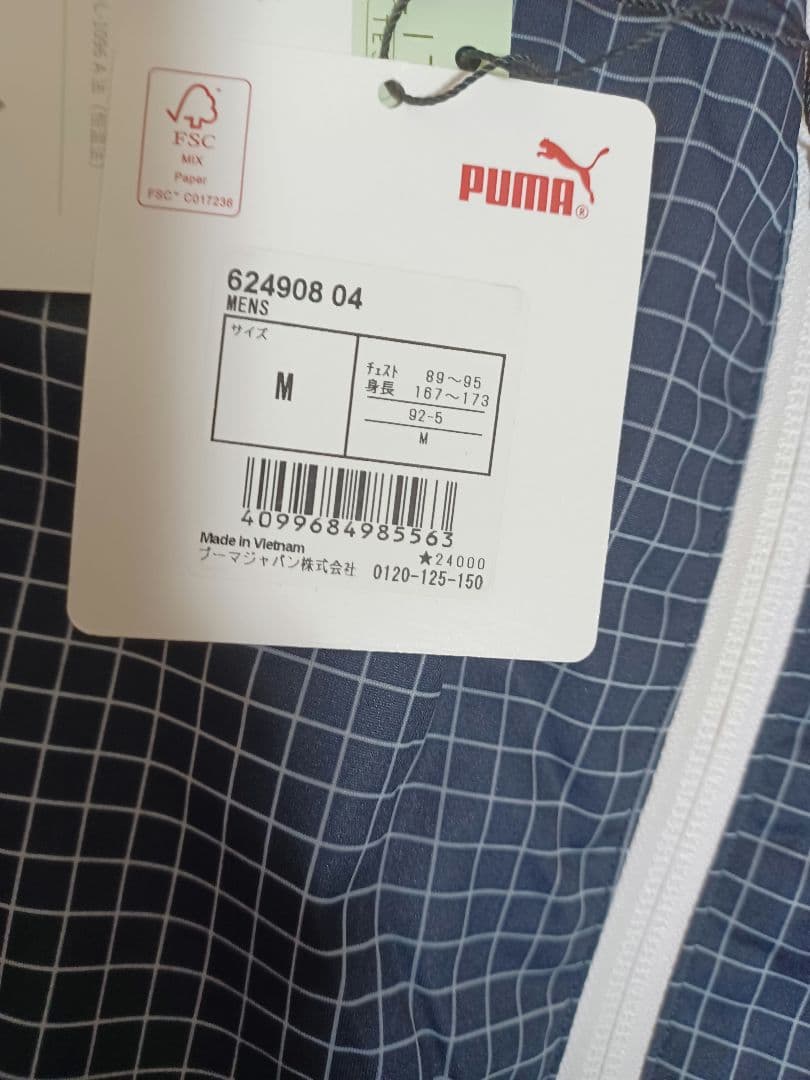 FSC
MIX
Paper
FSC™ C017236
PUMA®
624908 04
MENS
サイズ
M
チェスト 89～95
身長 167～173
92-5
M
4099684985563
Made in Vietnam
★24000
プーマジャパン株式会社 0120-125-150